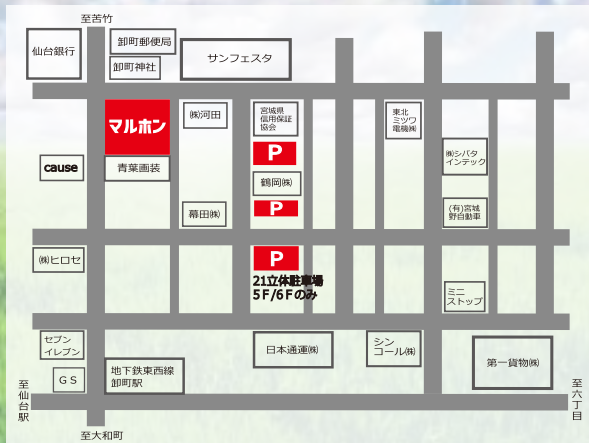 至苦竹
仙台銀行
卸町郵便局
卸町神社
サンフェスタ
マルホン
㈱河田
宮城県
信用保証
協会
東北
ミツワ
電機㈱
P
㈱シバタ
インテック
cause
青葉画装
鶴岡㈱
幕田㈱
P
(有)宮城
野自動車
㈱ヒロセ
P
21立体駐車場
5F/6Fのみ
ミニ
ストップ
セブン
イレブン
日本通運㈱
シン
コール㈱
第一貨物㈱
GS
地下鉄東西線
卸町駅
至仙台駅
至六丁目
至大和町